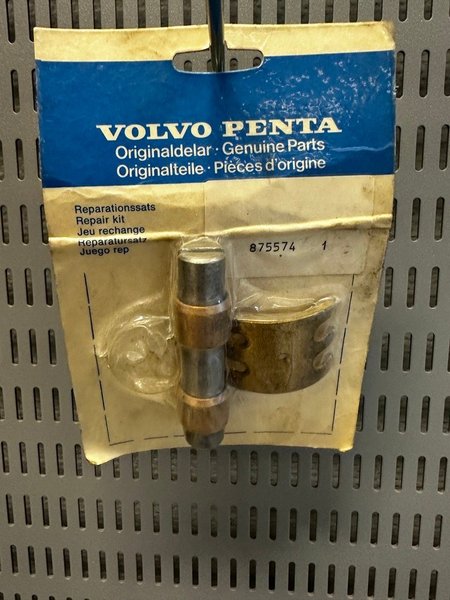 VOLVO PENTA
Originaldelar · Genuine Parts
Originalteile · Pièces d'origine
Reparationssats
Repair kit
Jeu rechange
Reparatursatz
Juego rep
875574 1